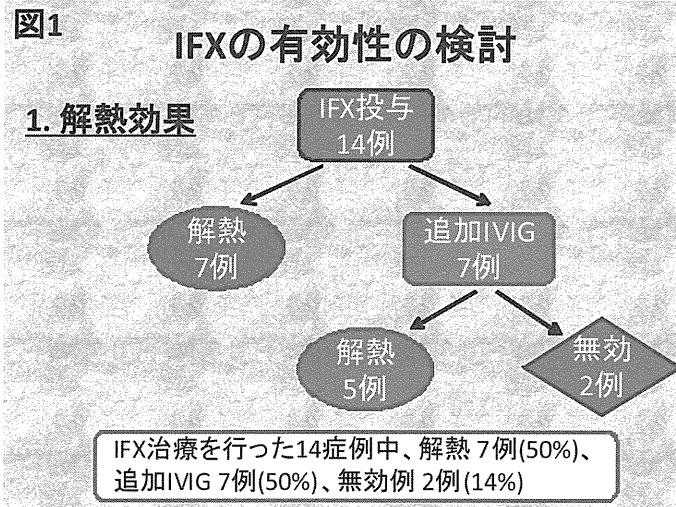 図1
IFXの有効性の検討
1. 解熱効果
IFX投与
14例
解熱
7例
追加IVIG
7例
解熱
5例
無効
2例
IFX治療を行った14症例中、解熱 7例(50%)、
追加IVIG 7例(50%)、無効例 2例(14%)